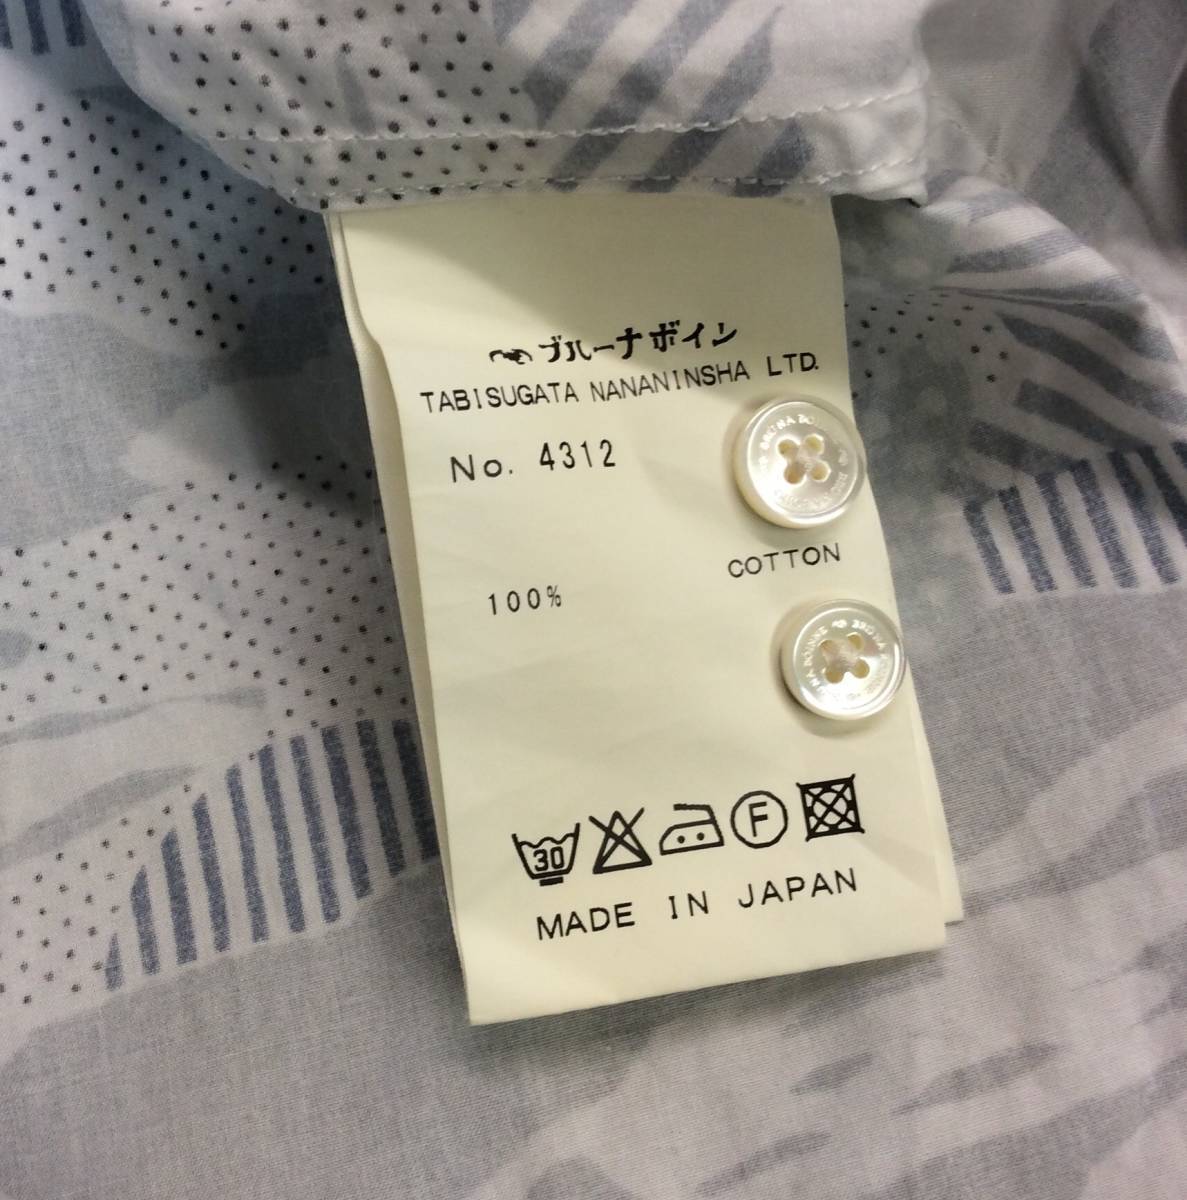 ブルーナボイン
TABISUGATA NANANINSHA LTD.
No. 4312
COTTON
100%
30
F
MADE IN JAPAN